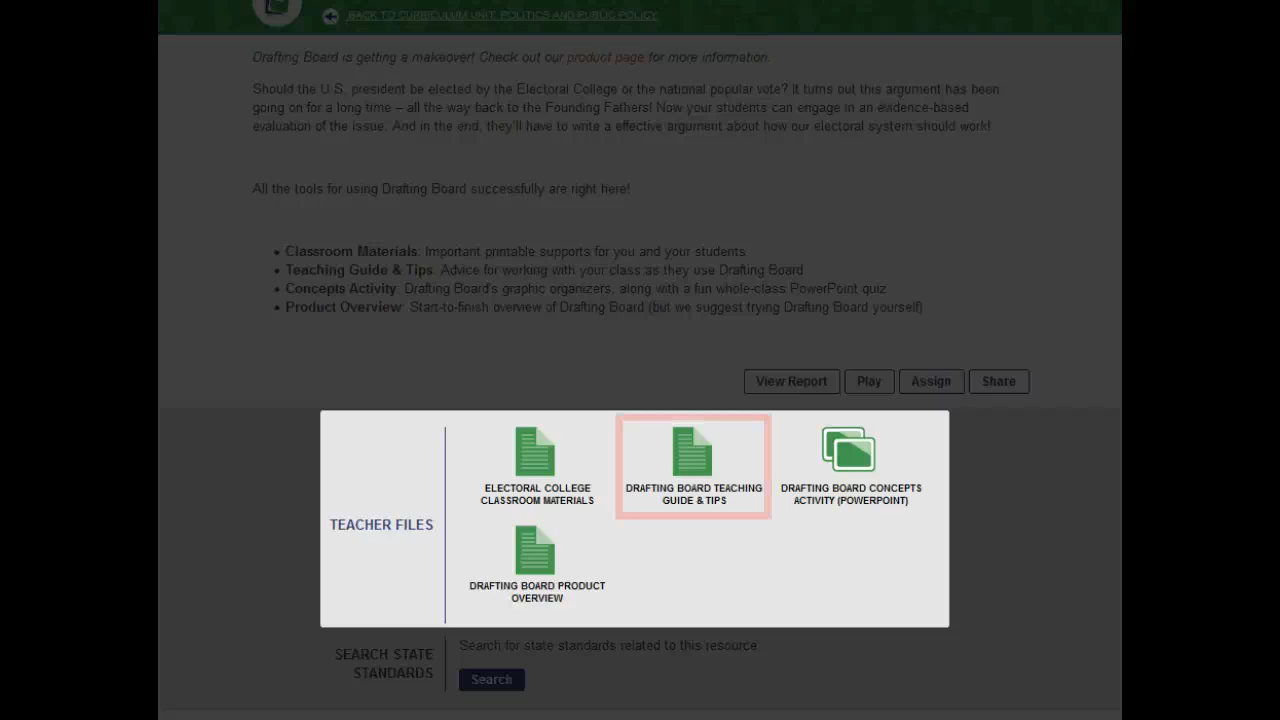 BACK TO CURRICULUM UNIT: POLITICS AND PUBLIC POLICY
Drafting Board is getting a makeover! Check out our product page for more information.
Should the U.S. president be elected by the Electoral College or the national popular vote? It turns out this argument has been
going on for a long time – all the way back to the Founding Fathers! Now your students can engage in an evidence-based
evaluation of the issue. And in the end, they'll have to write a effective argument about how our electoral system should work!
All the tools for using Drafting Board successfully are right here!
• Classroom Materials: Important printable supports for you and your students
• Teaching Guide & Tips: Advice for working with your class as they use Drafting Board
• Concepts Activity: Drafting Board's graphic organizers, along with a fun whole-class PowerPoint quiz
• Product Overview: Start-to-finish overview of Drafting Board (but we suggest trying Drafting Board yourself)
View Report Play Assign Share
TEACHER FILES
ELECTORAL COLLEGE
CLASSROOM MATERIALS
DRAFTING BOARD TEACHING
GUIDE & TIPS
DRAFTING BOARD CONCEPTS
ACTIVITY (POWERPOINT)
DRAFTING BOARD PRODUCT
OVERVIEW
SEARCH STATE
STANDARDS
Search for state standards related to this resource
Search